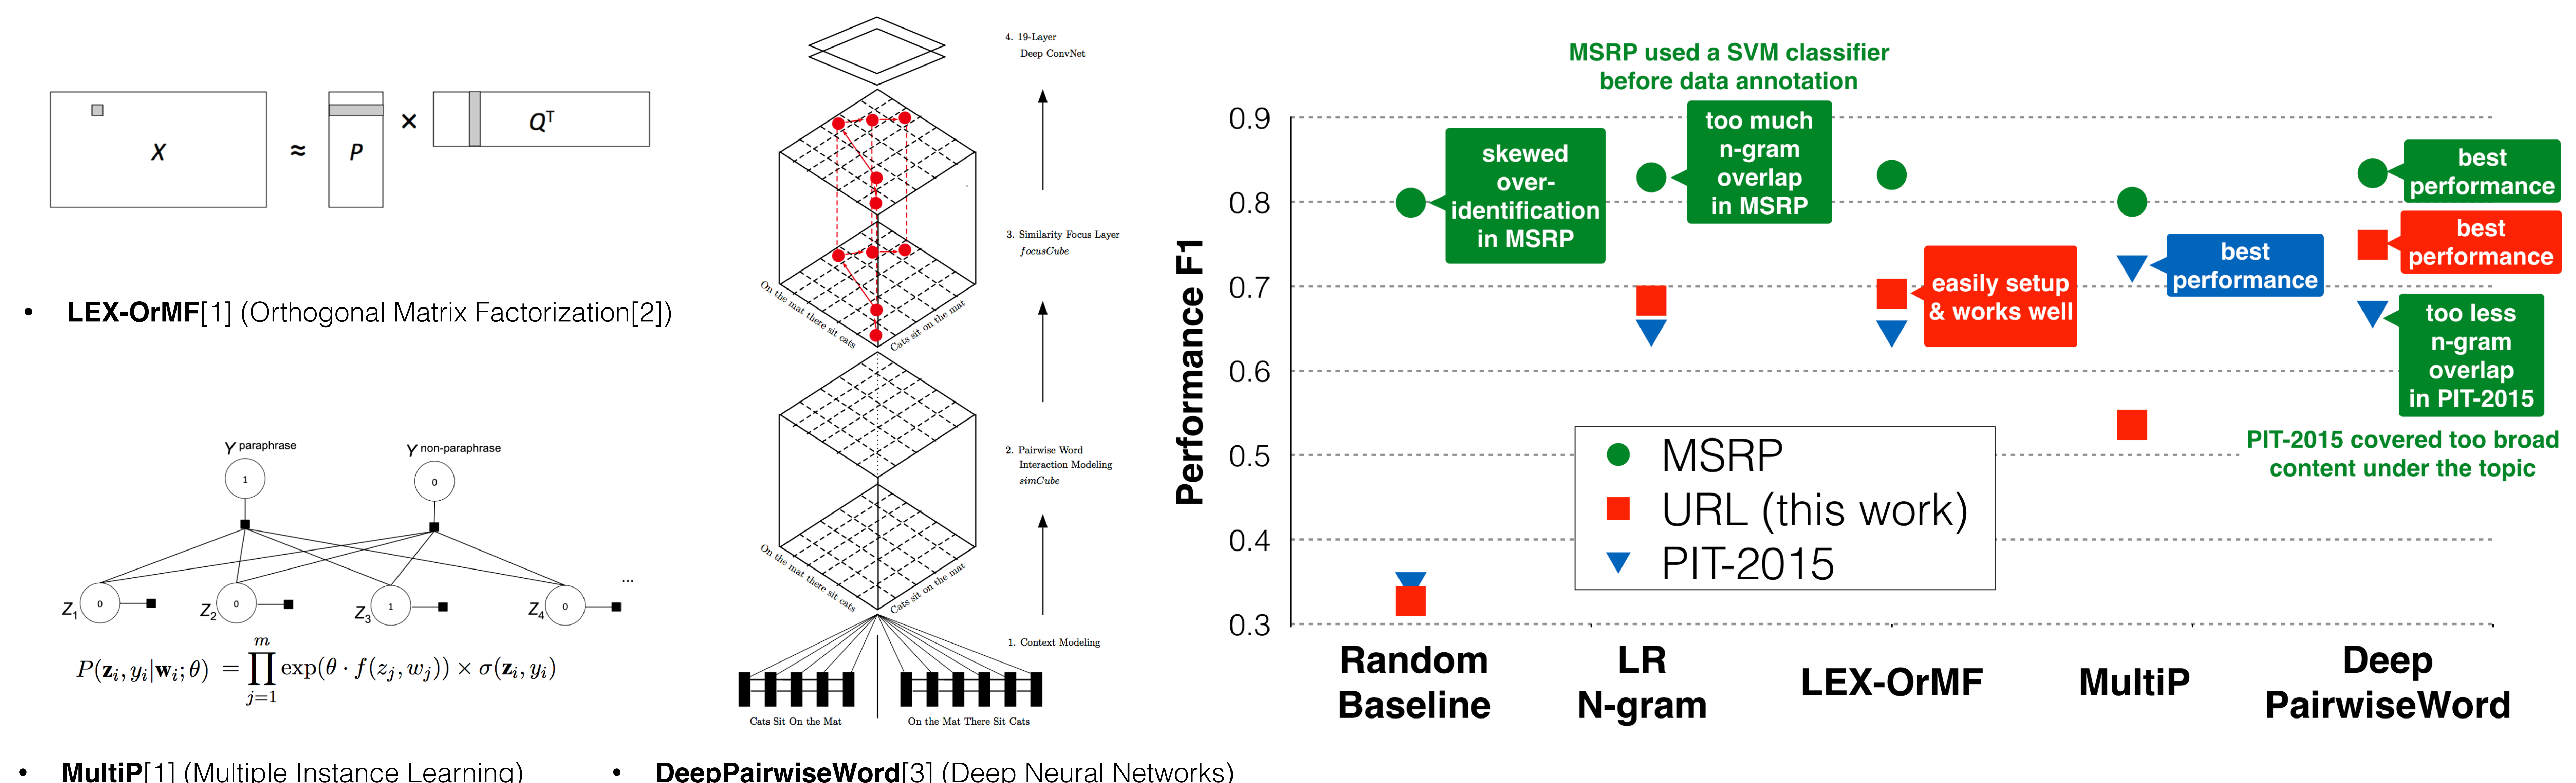 X
≈
P
×
Qᵀ
• LEX-OrMF[1] (Orthogonal Matrix Factorization[2])
Y paraphrase
Y non-paraphrase
1
0
Z1
0
Z2
0
Z3
1
Z4
0
...
P(zi, yi|wi; θ) = ∏ j=1 m exp(θ · f(zj, wj)) × σ(zi, yi)
• MultiP[1] (Multiple Instance Learning)
4. 19-Layer
Deep ConvNet
3. Similarity Focus Layer
focusCube
On the mat there sit cats
Cats sit on the mat
2. Pairwise Word
Interaction Modeling
simCube
On the mat there sit cats
Cats sit on the mat
1. Context Modeling
Cats Sit On the Mat
On the Mat There Sit Cats
• DeepPairwiseWord[3] (Deep Neural Networks)
MSRP used a SVM classifier
before data annotation
Performance F1
0.9
0.8
0.7
0.6
0.5
0.4
0.3
skewed
over-
identification
in MSRP
too much
n-gram
overlap
in MSRP
easily setup
& works well
best
performance
best
performance
best
performance
too less
n-gram
overlap
in PIT-2015
PIT-2015 covered too broad
content under the topic
MSRP
URL (this work)
PIT-2015
Random
Baseline
LR
N-gram
LEX-OrMF
MultiP
Deep
PairwiseWord